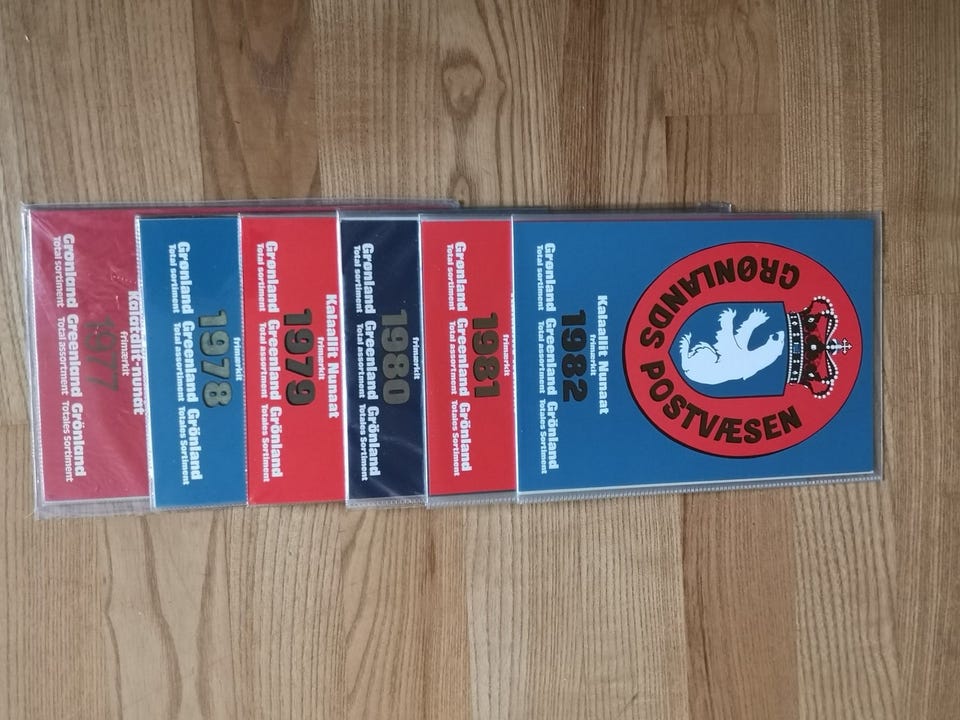 GRØNLANDS POSTVÆSEN
Kalaallit Nunaat
frimærkit
1982
Grønland Greenland Grönland
Total sortiment Total assortment Totales Sortiment
frimærkit
1981
Grønland Greenland Grönland
Total sortiment Total assortment Totales Sortiment
frimærkit
1980
Grønland Greenland Grönland
Total sortiment Total assortment Totales Sortiment
Kalaallit Nunaat
frimærkit
1979
Grønland Greenland Grönland
Total sortiment Total assortment Totales Sortiment
frimærkit
1978
Grønland Greenland Grönland
Total sortiment Total assortment Totales Sortiment
Kalâtdlit-nunât
frimærkit
1977
Grønland Greenland Grönland
Total sortiment Total assortment Totales Sortiment